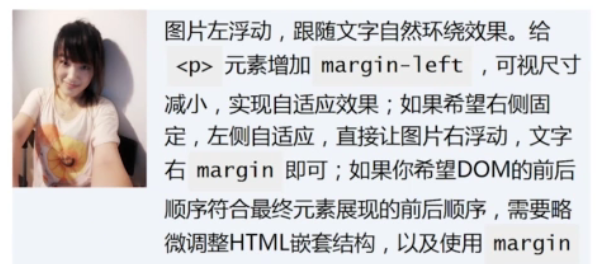 图片左浮动，跟随文字自然环绕效果。给
<p> 元素增加 margin-left ，可视尺寸
减小，实现自适应效果；如果希望右侧固
定，左侧自适应，直接让图片右浮动，文字
右 margin 即可；如果你希望DOM的前后
顺序符合最终元素展现的前后顺序，需要略
微调整HTML嵌套结构，以及使用 margin